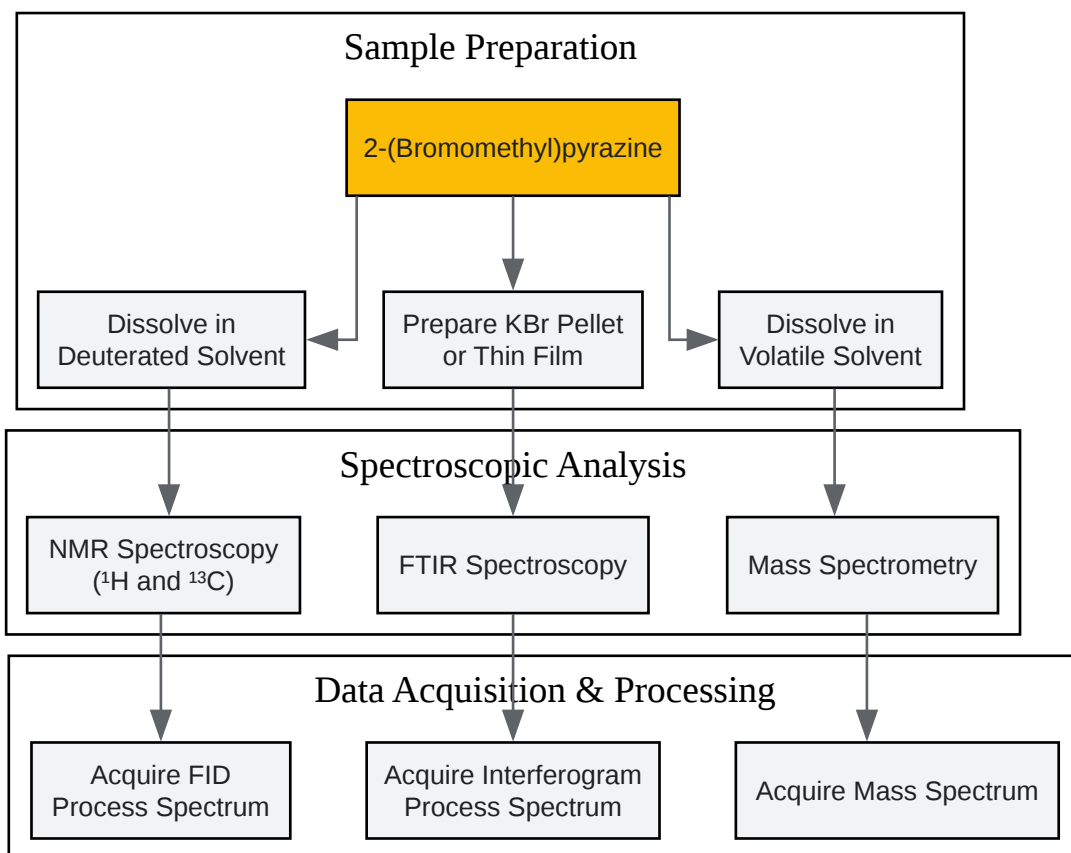 Sample Preparation
2-(Bromomethyl)pyrazine
Dissolve in
Deuterated Solvent
Prepare KBr Pellet
or Thin Film
Dissolve in
Volatile Solvent
Spectroscopic Analysis
NMR Spectroscopy
(¹H and ¹³C)
FTIR Spectroscopy
Mass Spectrometry
Data Acquisition & Processing
Acquire FID
Process Spectrum
Acquire Interferogram
Process Spectrum
Acquire Mass Spectrum